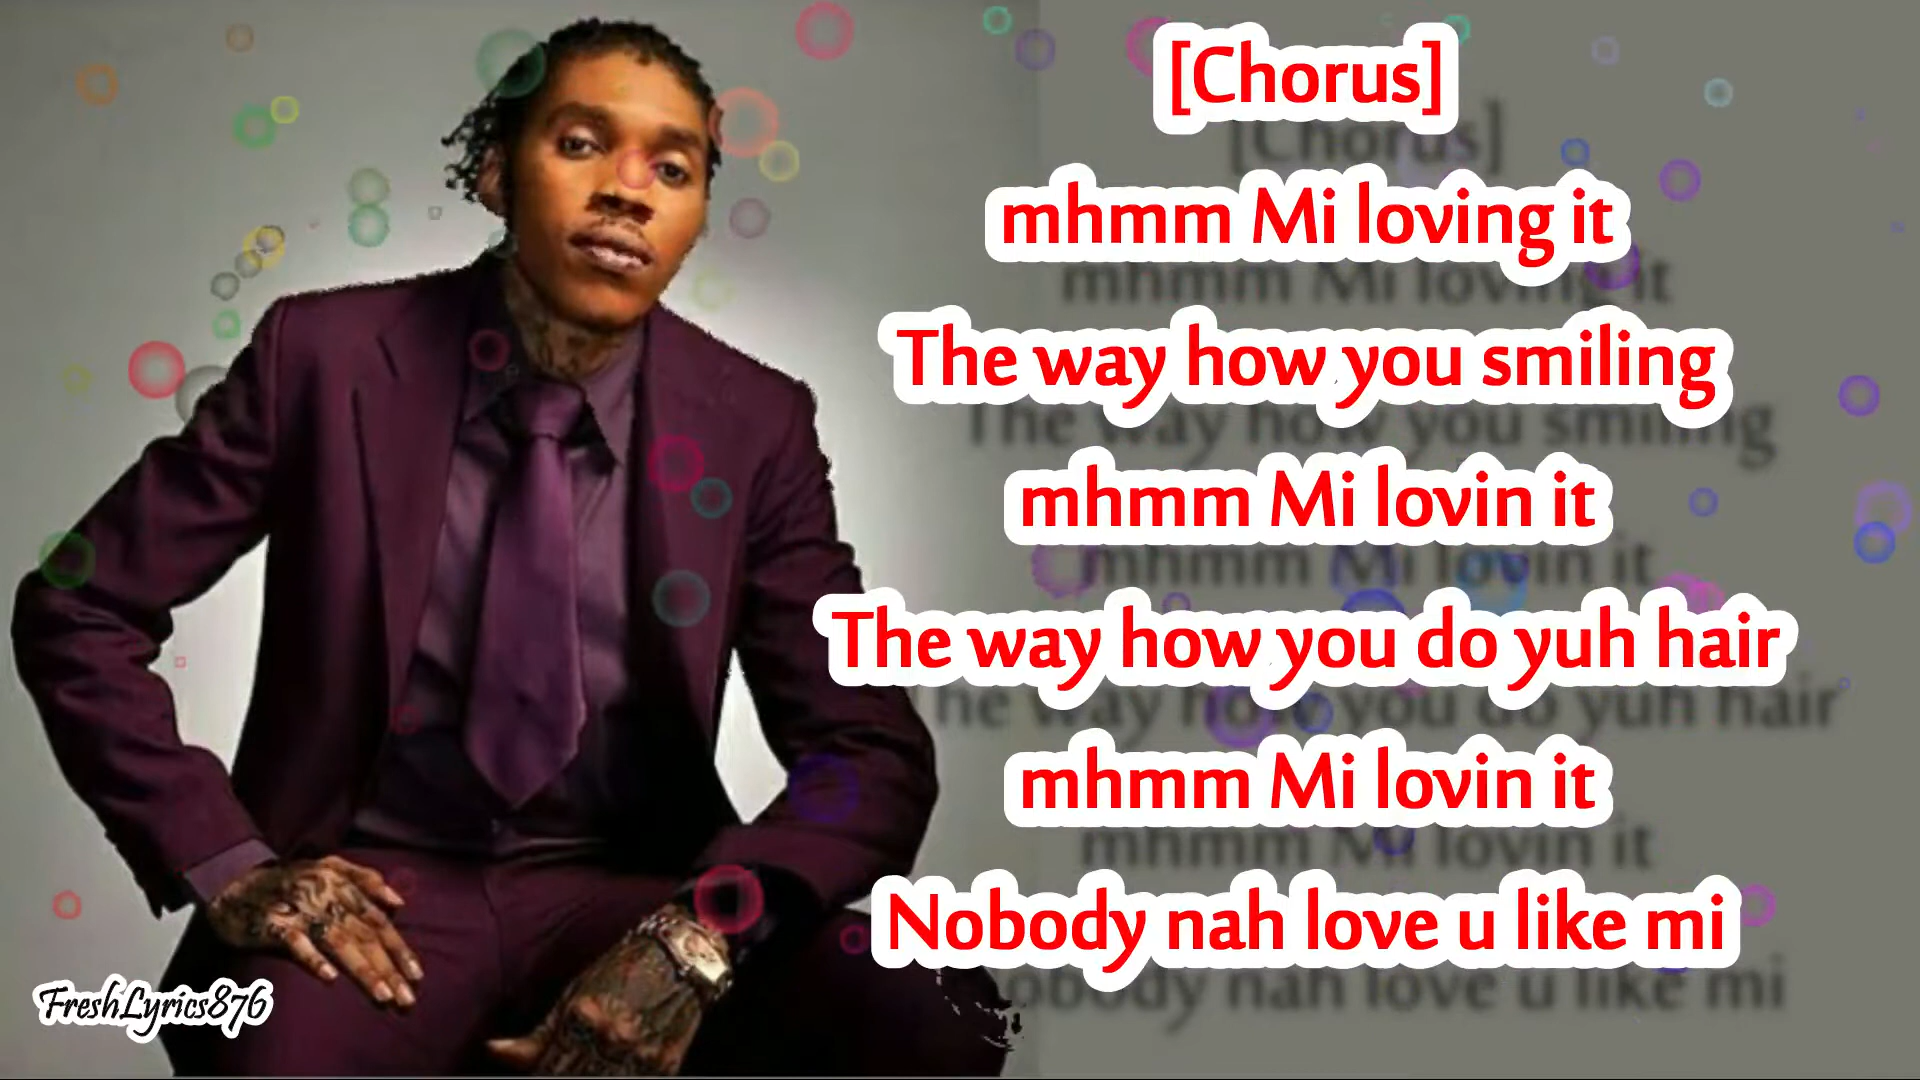 [Chorus]
mhmm Mi loving it
The way how you smiling
mhmm Mi lovin it
The way how you do yuh hair
mhmm Mi lovin it
Nobody nah love u like mi
FreshLyrics876